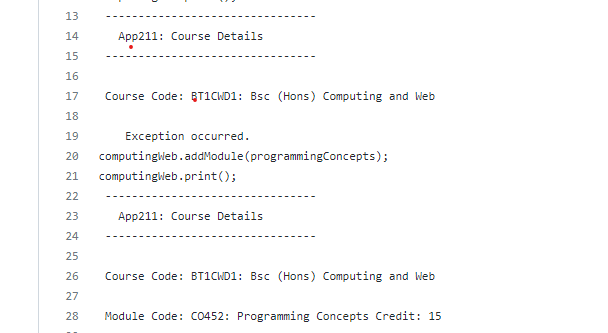 13 --------------------------------
14 App211: Course Details
15 --------------------------------
16
17 Course Code: BT1CWD1: Bsc (Hons) Computing and Web
18
19 Exception occurred.
20 computingWeb.addModule(programmingConcepts);
21 computingWeb.print();
22 --------------------------------
23 App211: Course Details
24 --------------------------------
25
26 Course Code: BT1CWD1: Bsc (Hons) Computing and Web
27
28 Module Code: CO452: Programming Concepts Credit: 15